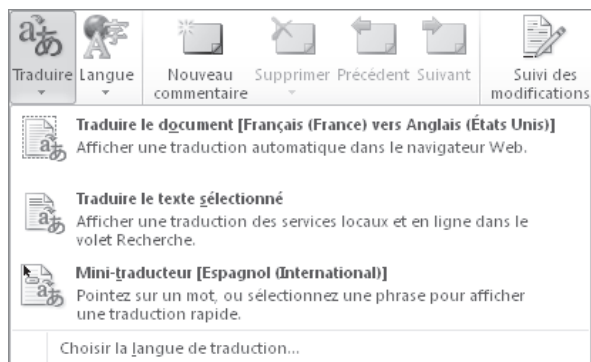 Traduire Langue Nouveau commentaire Supprimer Précédent Suivant Suivi des modifications
Traduire le document [Français (France) vers Anglais (États Unis)]
Afficher une traduction automatique dans le navigateur Web.
Traduire le texte sélectionné
Afficher une traduction des services locaux et en ligne dans le
volet Recherche.
Mini-traducteur [Espagnol (International)]
Pointez sur un mot, ou sélectionnez une phrase pour afficher
une traduction rapide.
Choisir la langue de traduction...